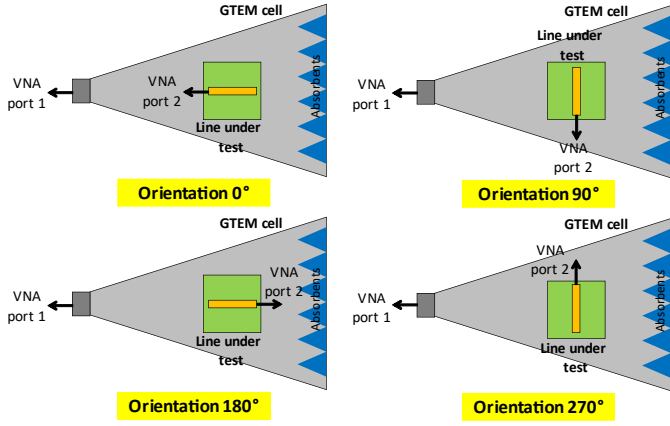 GTEM cell
VNA
port 1
VNA
port 2
Line under
test
Absorbents
Orientation 0°
GTEM cell
Line under
test
VNA
port 1
VNA
port 2
Absorbents
Orientation 90°
GTEM cell
VNA
port 1
VNA
port 2
Line under
test
Absorbents
Orientation 180°
GTEM cell
VNA
port 2
VNA
port 1
Line under
test
Absorbents
Orientation 270°